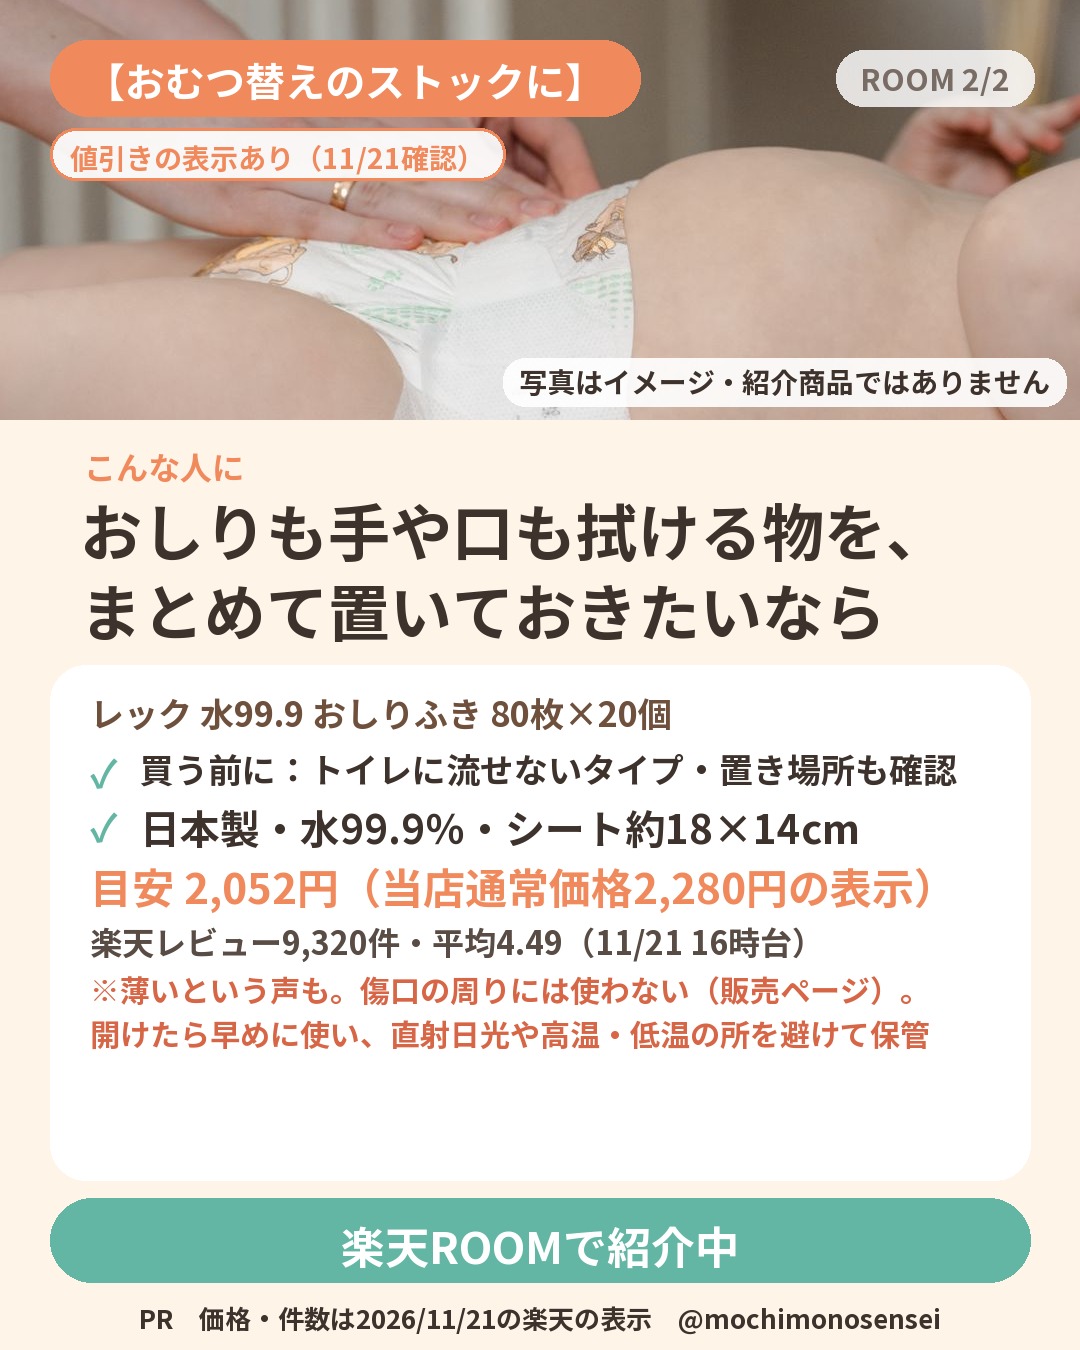 【おむつ替えのストックに】
ROOM 2/2
値引きの表示あり（11/21確認）
写真はイメージ・紹介商品ではありません
こんな人に
おしりも手や口も拭ける物を、
まとめて置いておきたいなら
レック 水99.9 おしりふき 80枚×20個
✓ 買う前に：トイレに流せないタイプ・置き場所も確認
✓ 日本製・水99.9%・シート約18×14cm
目安 2,052円（当店通常価格2,280円の表示）
楽天レビュー9,320件・平均4.49（11/21 16時台）
※薄いという声も。傷口の周りには使わない（販売ページ）。
開けたら早めに使い、直射日光や高温・低温の所を避けて保管
楽天ROOMで紹介中
PR　価格・件数は2026/11/21の楽天の表示　@mochimonosensei